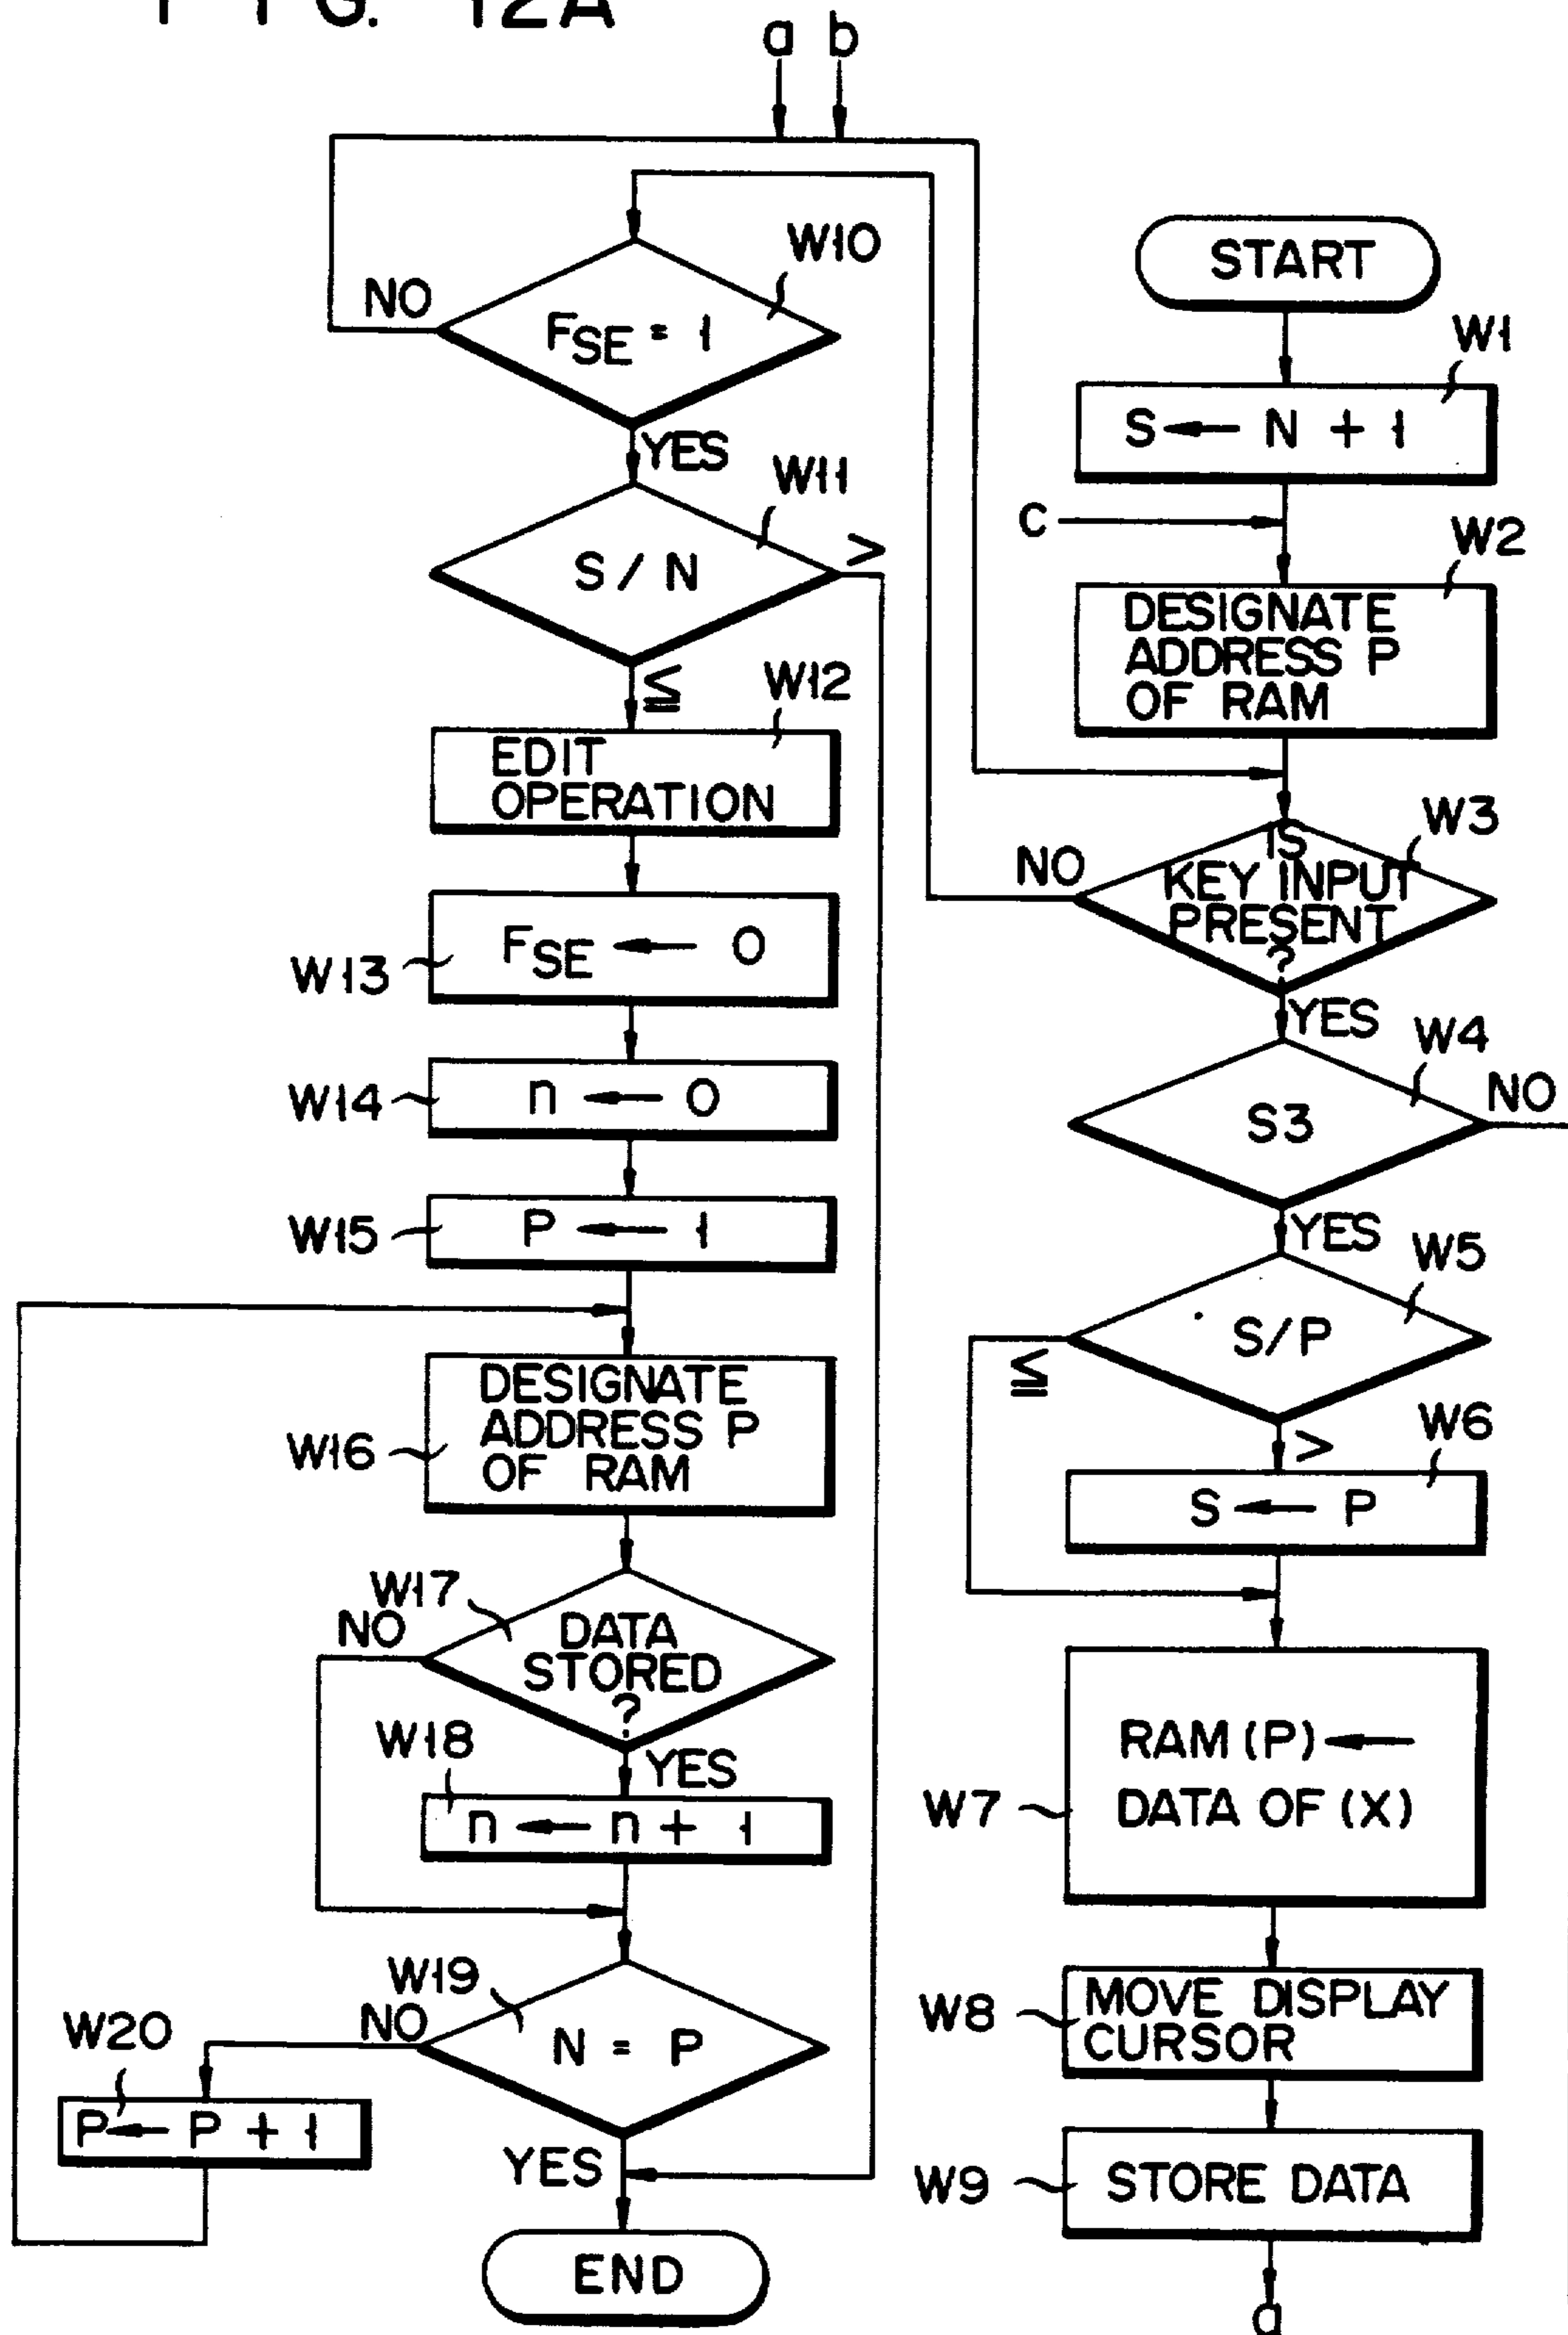 FIG. 12A
a b
W10
NO
FSE = 1
YES
W11
S / N
>
≦
W12
EDIT
OPERATION
W13
FSE ← 0
W14
n ← 0
W15
P ← 1
W16
DESIGNATE
ADDRESS P
OF RAM
W17
NO
DATA
STORED
?
W18
YES
n ← n + 1
W19
NO
N = P
W20
P ← P + 1
YES
END
START
W1
S ← N + 1
C
W2
DESIGNATE
ADDRESS P
OF RAM
W3
NO
IS
KEY INPUT
PRESENT
?
YES
W4
NO
S3
YES
W5
S/P
≦
>
W6
S ← P
W7
RAM (P) ←
DATA OF (X)
W8
MOVE DISPLAY
CURSOR
W9
STORE DATA
a